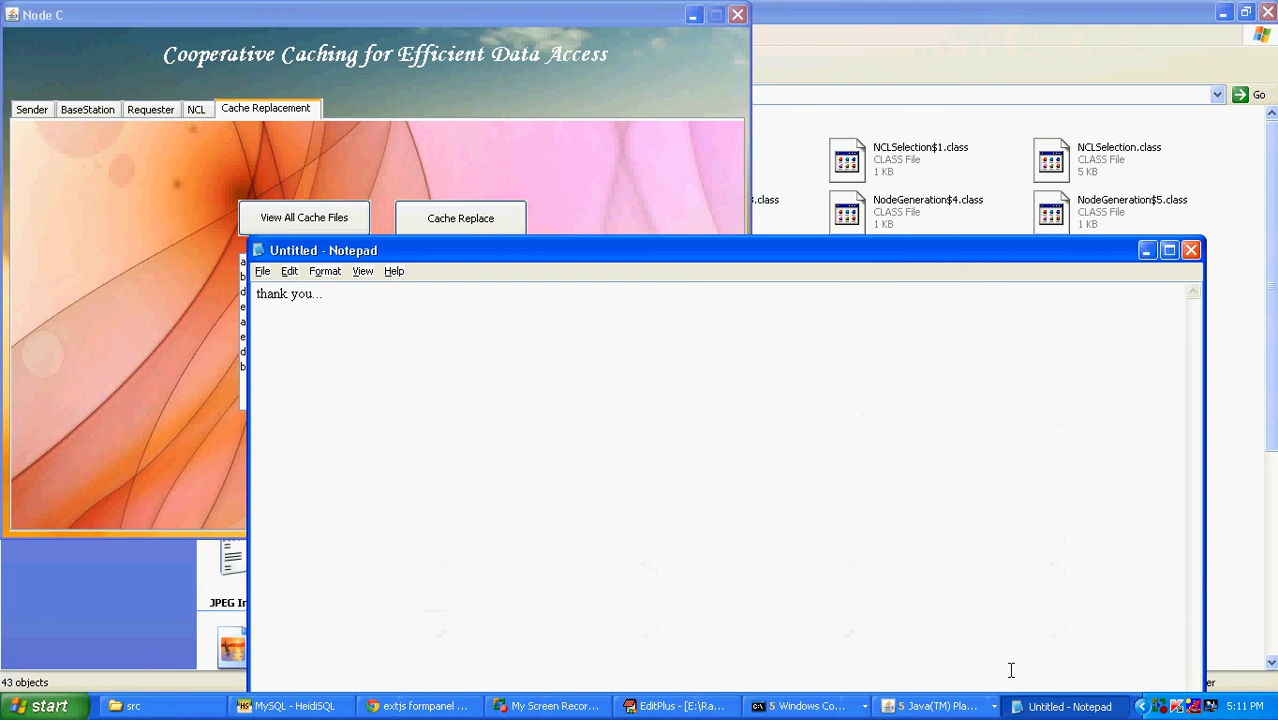 Node C
Cooperative Caching for Efficient Data Access
Sender BaseStation Requester NCL Cache Replacement
Go
View All Cache Files Cache Replace
NCLSelection$1.class
CLASS File
1 KB
NCLSelection.class
CLASS File
5 KB
.class
NodeGeneration$4.class
CLASS File
1 KB
NodeGeneration$5.class
CLASS File
1 KB
a
b
d
e
a
e
d
b
Untitled - Notepad
File Edit Format View Help
thank you...
JPEG Im
43 objects
start
src
MySQL - HeidiSQL
extjs formpanel ...
My Screen Recor...
EditPlus - [E:\Ra...
5 Windows Co...
5 Java(TM) Pla...
Untitled - Notepad
5:11 PM